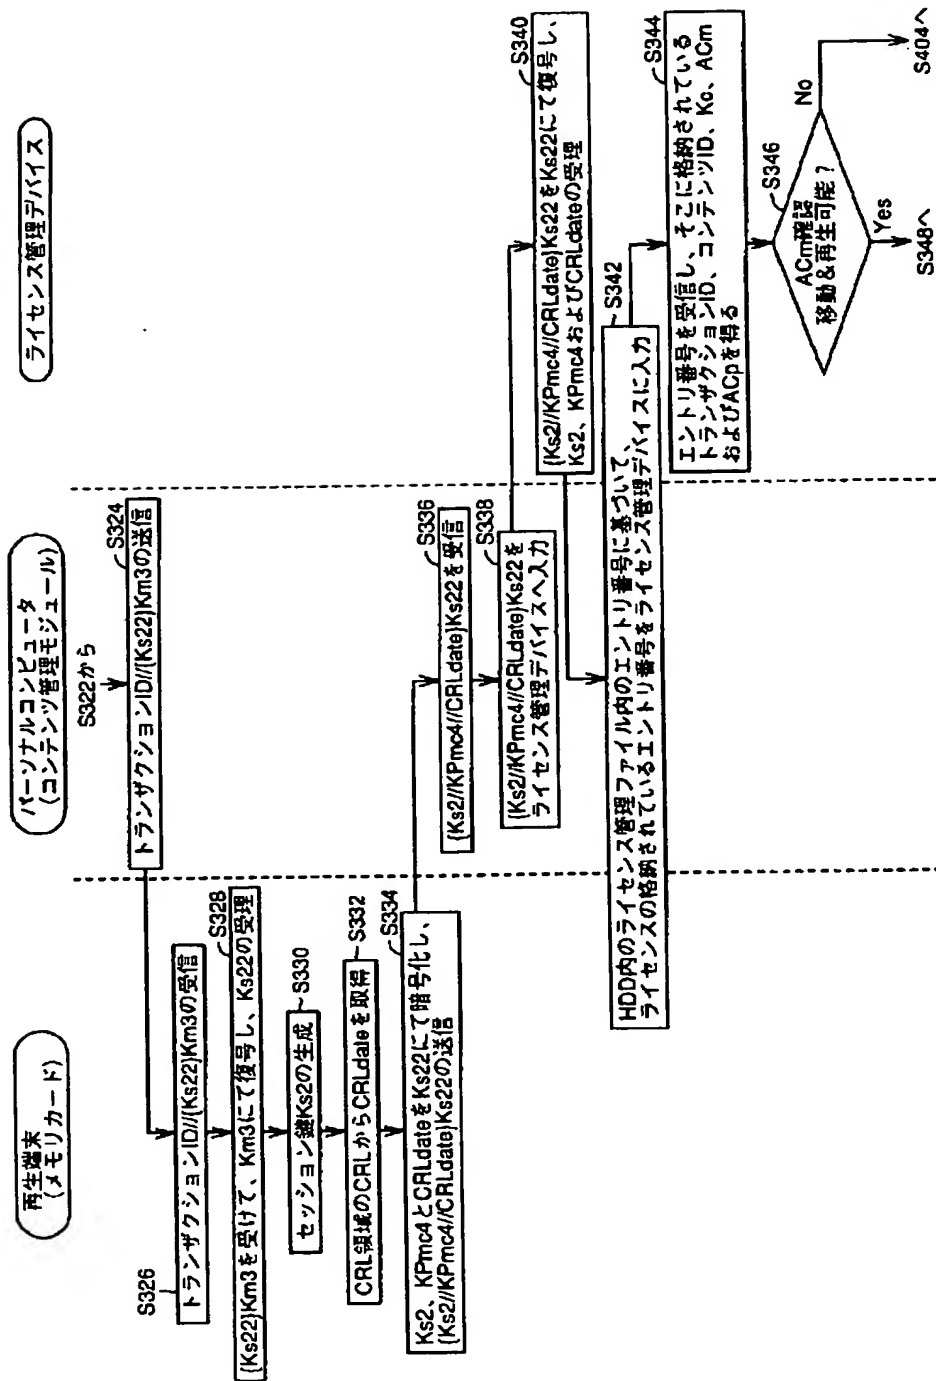 再生端末
(メモリカード)
パーソナルコンピュータ
(コンテンツ管理モジュール)
ライセンス管理デバイス
S322から
S324
トランザクションID//{Ks22}Km3の送信
S326
トランザクションID//{Ks22}Km3の受信
S328
{Ks22}Km3を受けて、Km3にて復号し、Ks22の受理
S330
セッション鍵Ks2の生成
S332
CRL領域のCRLからCRLdateを取得
S334
Ks2、KPmc4とCRLdateをKs22にて暗号化し、
{Ks2//KPmc4//CRLdate}Ks22の送信
S336
{Ks2//KPmc4//CRLdate}Ks22を受信
S338
{Ks2//KPmc4//CRLdate}Ks22を
ライセンス管理デバイスへ入力
S340
{Ks2//KPmc4//CRLdate}Ks22をKs22にて復号し、
Ks2、KPmc4およびCRLdateの受理
S342
HDD内のライセンス管理ファイル内のエントリ番号に基づいて、
ライセンスの格納されているエントリ番号をライセンス管理デバイスに入力
S344
エントリ番号を受信し、そこに格納されている
トランザクションID、コンテンツID、Kc、ACm
およびACpを得る
S346
ACm確認
移動&再生可能?
No
Yes
S348へ
S404へ